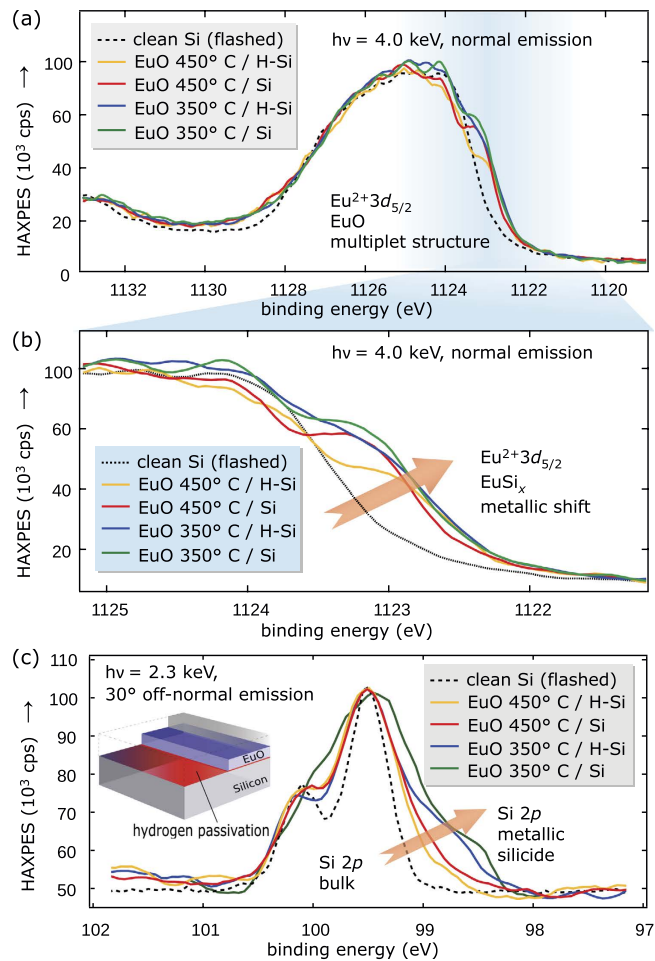 (a)
clean Si (flashed)
EuO 450° C / H-Si
EuO 450° C / Si
EuO 350° C / H-Si
EuO 350° C / Si
hν = 4.0 keV, normal emission
HAXPES (10³ cps) →
100
80
60
40
20
0
Eu²⁺3d₅/₂
EuO
multiplet structure
1132 1130 1128 1126 1125 1124 1122 1120
binding energy (eV)
(b)
hν = 4.0 keV, normal emission
HAXPES (10³ cps) →
100
80
60
40
20
clean Si (flashed)
EuO 450° C / H-Si
EuO 450° C / Si
EuO 350° C / H-Si
EuO 350° C / Si
Eu²⁺3d₅/₂
EuSiₓ
metallic shift
1125 1124 1123 1122
binding energy (eV)
(c)
hν = 2.3 keV,
30° off-normal emission
HAXPES (10³ cps) →
110
100
90
80
70
60
50
EuO
Silicon
hydrogen passivation
clean Si (flashed)
EuO 450° C / H-Si
EuO 450° C / Si
EuO 350° C / H-Si
EuO 350° C / Si
Si 2p
bulk
Si 2p
metallic
silicide
102 101 100 99 98 97
binding energy (eV)